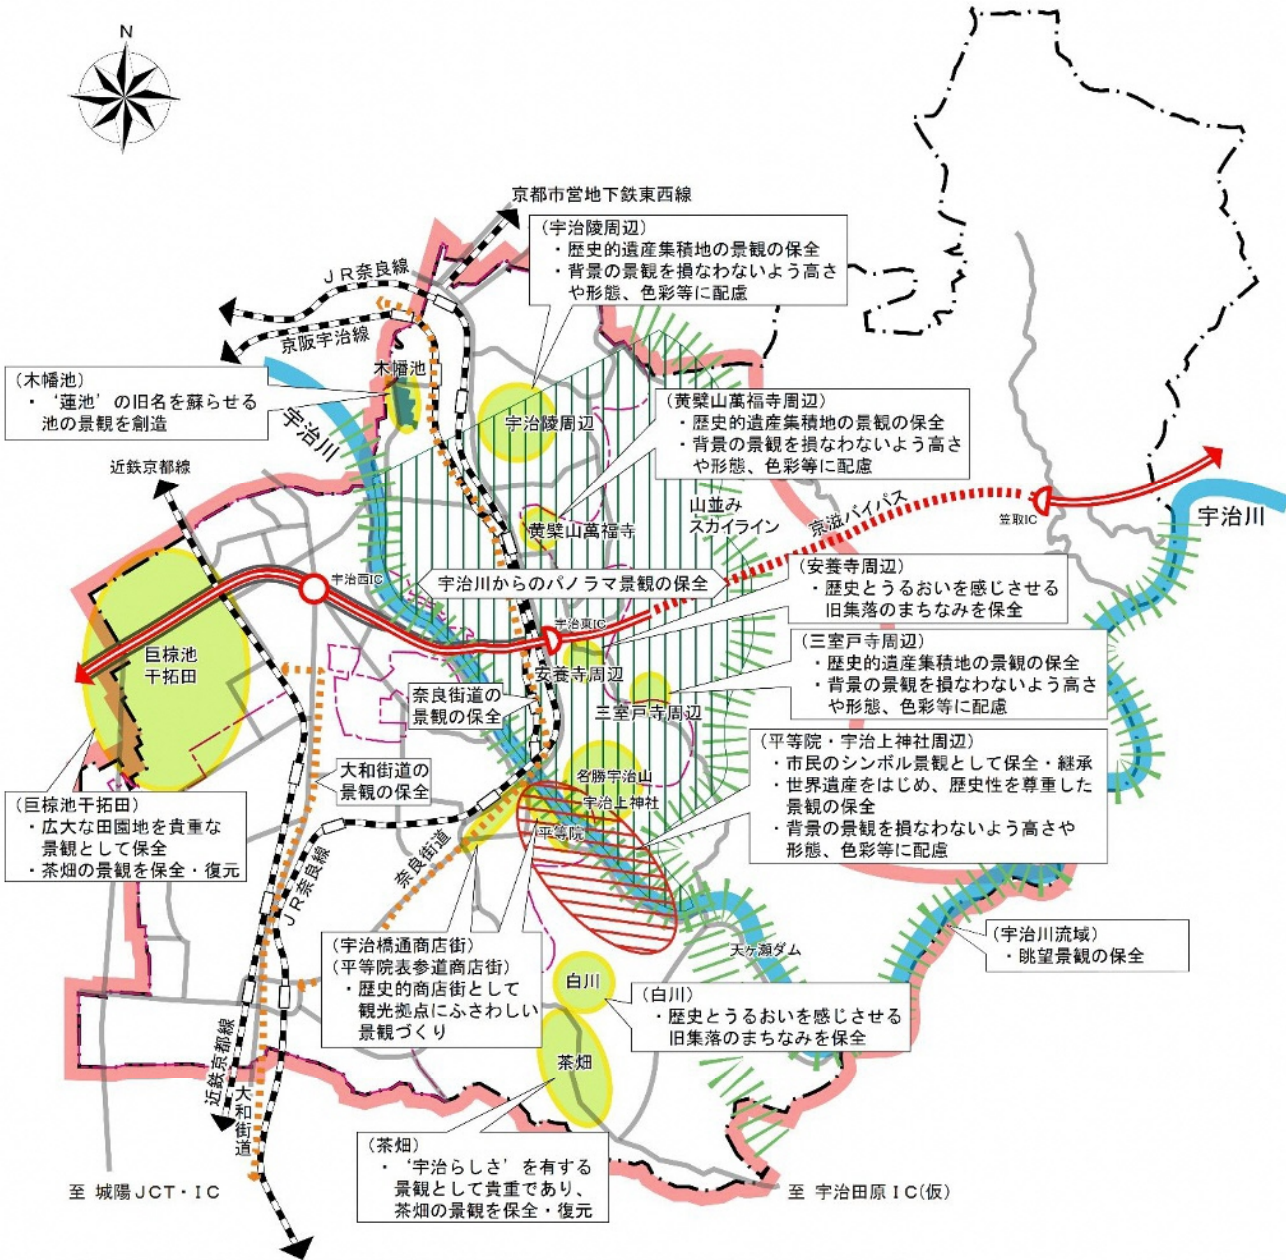 N
京都市営地下鉄東西線
(宇治陵周辺)
・歴史的遺産集積地の景観の保全
・背景の景観を損なわないよう高さ
や形態、色彩等に配慮
JR奈良線
京阪宇治線
木幡池
(木幡池)
・‘蓮池’の旧名を蘇らせる
池の景観を創造
宇治川
宇治陵周辺
(黄檗山萬福寺周辺)
・歴史的遺産集積地の景観の保全
・背景の景観を損なわないよう高さ
や形態、色彩等に配慮
近鉄京都線
黄檗山萬福寺
山並み
スカイライン
京滋バイパス
笠取IC
宇治川
宇治西IC
宇治川からのパノラマ景観の保全
(安養寺周辺)
・歴史とうるおいを感じさせる
旧集落のまちなみを保全
宇治東IC
巨椋池
干拓田
安養寺周辺
(三室戸寺周辺)
・歴史的遺産集積地の景観の保全
・背景の景観を損なわないよう高さ
や形態、色彩等に配慮
奈良街道の
景観の保全
三室戸寺周辺
(平等院・宇治上神社周辺)
・市民のシンボル景観として保全・継承
・世界遺産をはじめ、歴史性を尊重した
景観の保全
・背景の景観を損なわないよう高さや
形態、色彩等に配慮
大和街道の
景観の保全
名勝宇治山
宇治上神社
平等院
(巨椋池干拓田)
・広大な田園地を貴重な
景観として保全
・茶畑の景観を保全・復元
JR奈良線
奈良街道
(宇治橋通商店街)
(平等院表参道商店街)
・歴史的商店街として
観光拠点にふさわしい
景観づくり
天ヶ瀬ダム
(宇治川流域)
・眺望景観の保全
白川
(白川)
・歴史とうるおいを感じさせる
旧集落のまちなみを保全
茶畑
近鉄京都線
大和街道
(茶畑)
・‘宇治らしさ’を有する
景観として貴重であり、
茶畑の景観を保全・復元
至 城陽JCT・IC
至 宇治田原IC(仮)